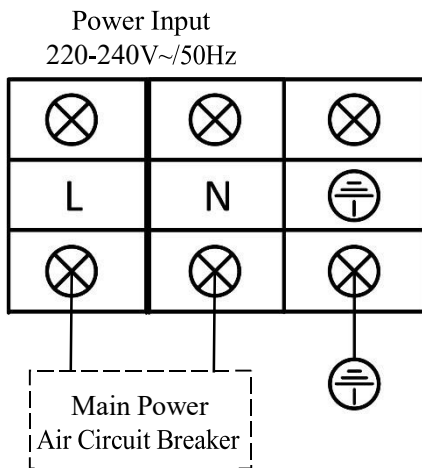 Power Input
220-240V~/50Hz
L N
Main Power
Air Circuit Breaker